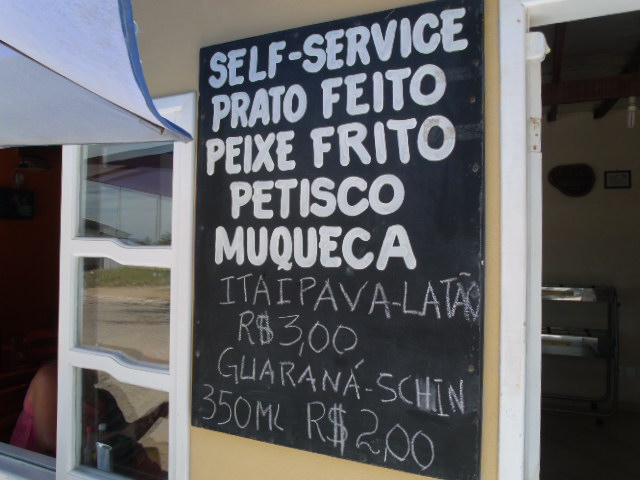 SELF-SERVICE
PRATO FEITO
PEIXE FRITO
PETISCO
MUQUECA
ITAIPAVA-LATÃO
R$3,00
GUARANÁ-SCHIN
350ML R$2,00